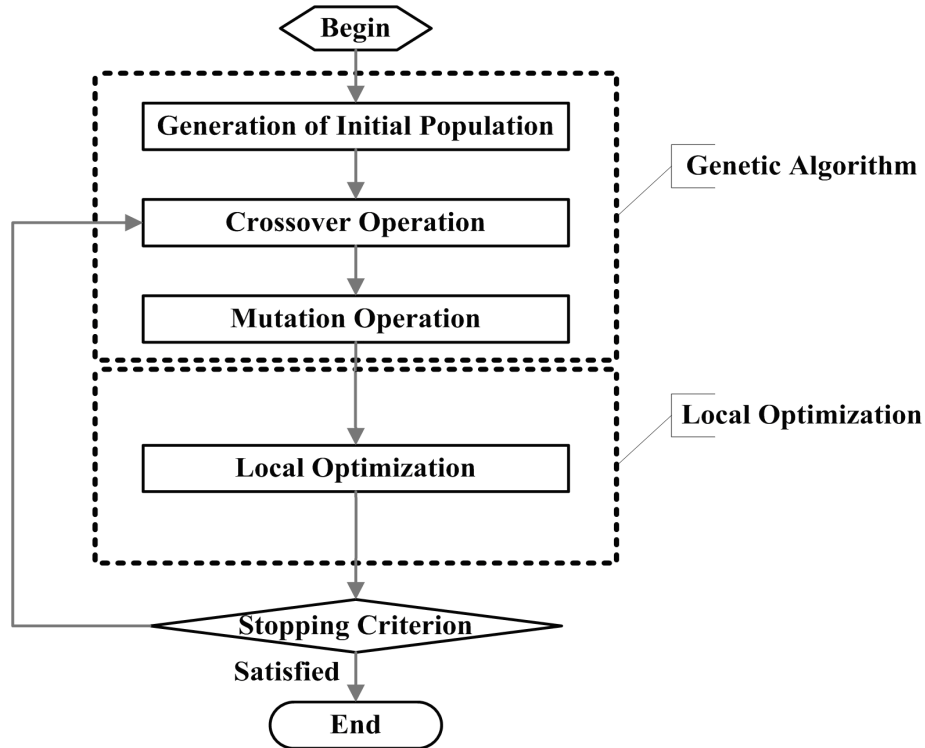 Begin
Generation of Initial Population
Genetic Algorithm
Crossover Operation
Mutation Operation
Local Optimization
Local Optimization
Stopping Criterion
Satisfied
End